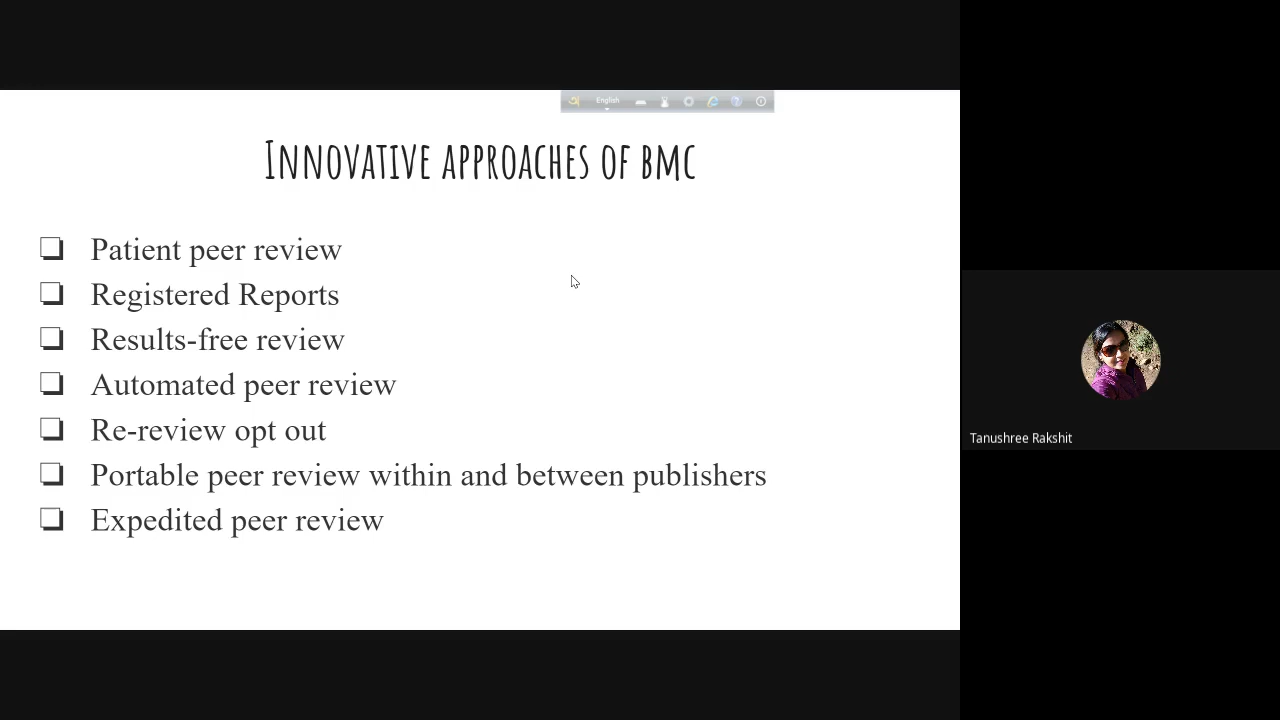 অ English
Innovative approaches of bmc
❏ Patient peer review
❏ Registered Reports
❏ Results-free review
❏ Automated peer review
❏ Re-review opt out
❏ Portable peer review within and between publishers
❏ Expedited peer review
Tanushree Rakshit